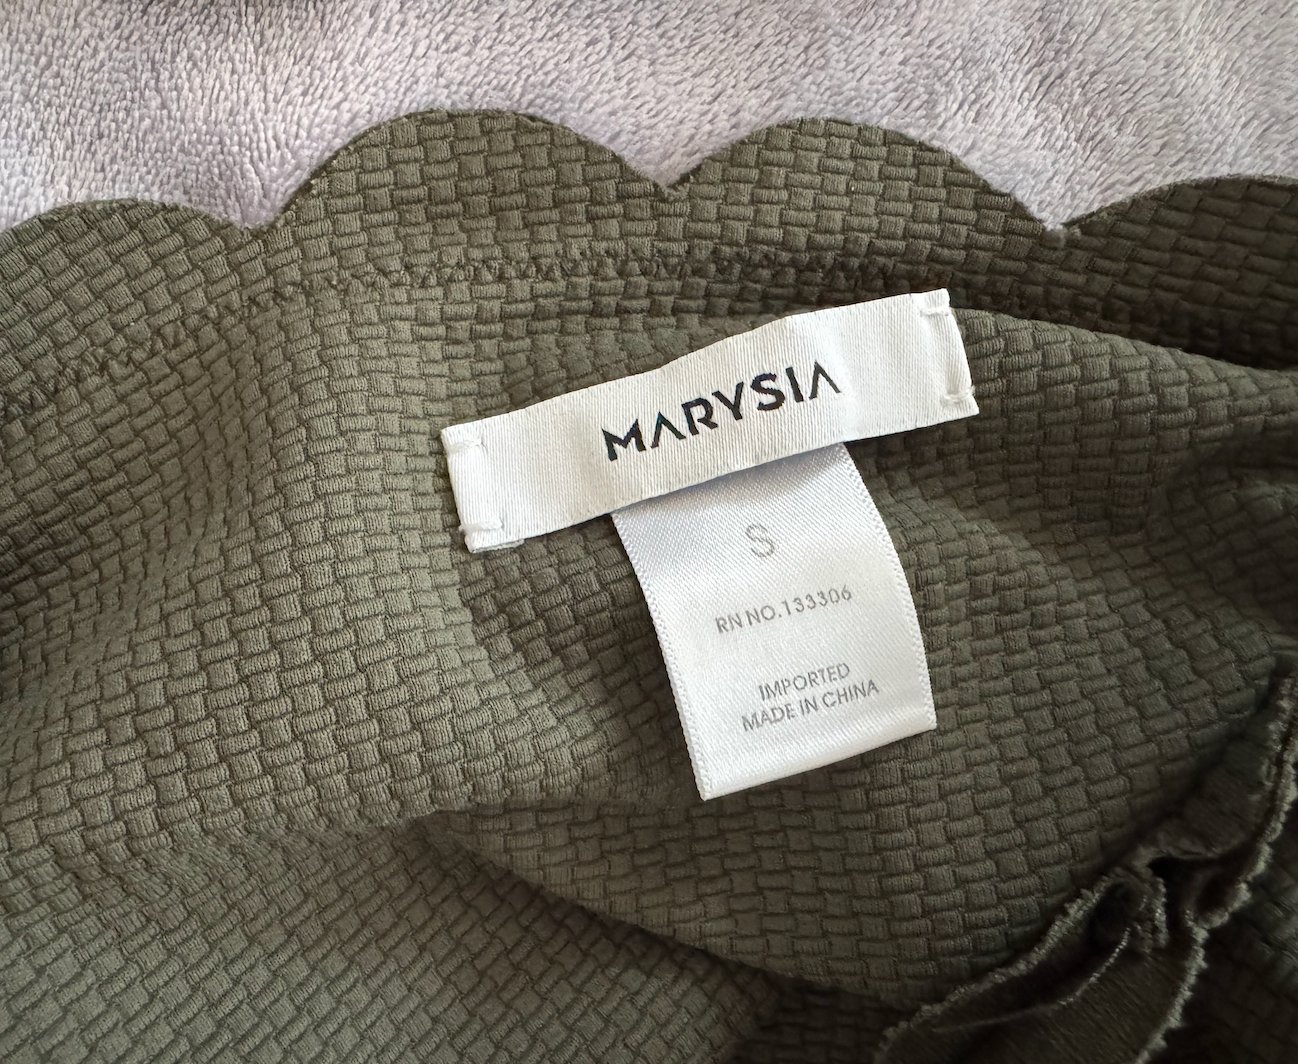 MARYSIA
S
RN NO.133306
IMPORTED
MADE IN CHINA